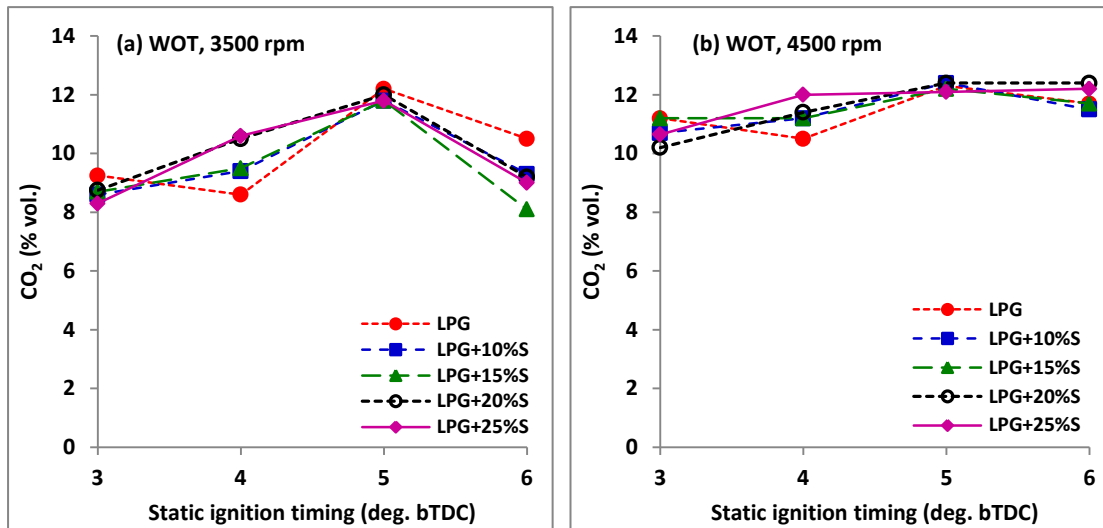 (a) WOT, 3500 rpm
CO₂ (% vol.)
14
12
10
8
6
4
2
0
LPG
LPG+10%S
LPG+15%S
LPG+20%S
LPG+25%S
3 4 5 6
Static ignition timing (deg. bTDC)
(b) WOT, 4500 rpm
CO₂ (% vol.)
14
12
10
8
6
4
2
0
LPG
LPG+10%S
LPG+15%S
LPG+20%S
LPG+25%S
3 4 5 6
Static ignition timing (deg. bTDC)